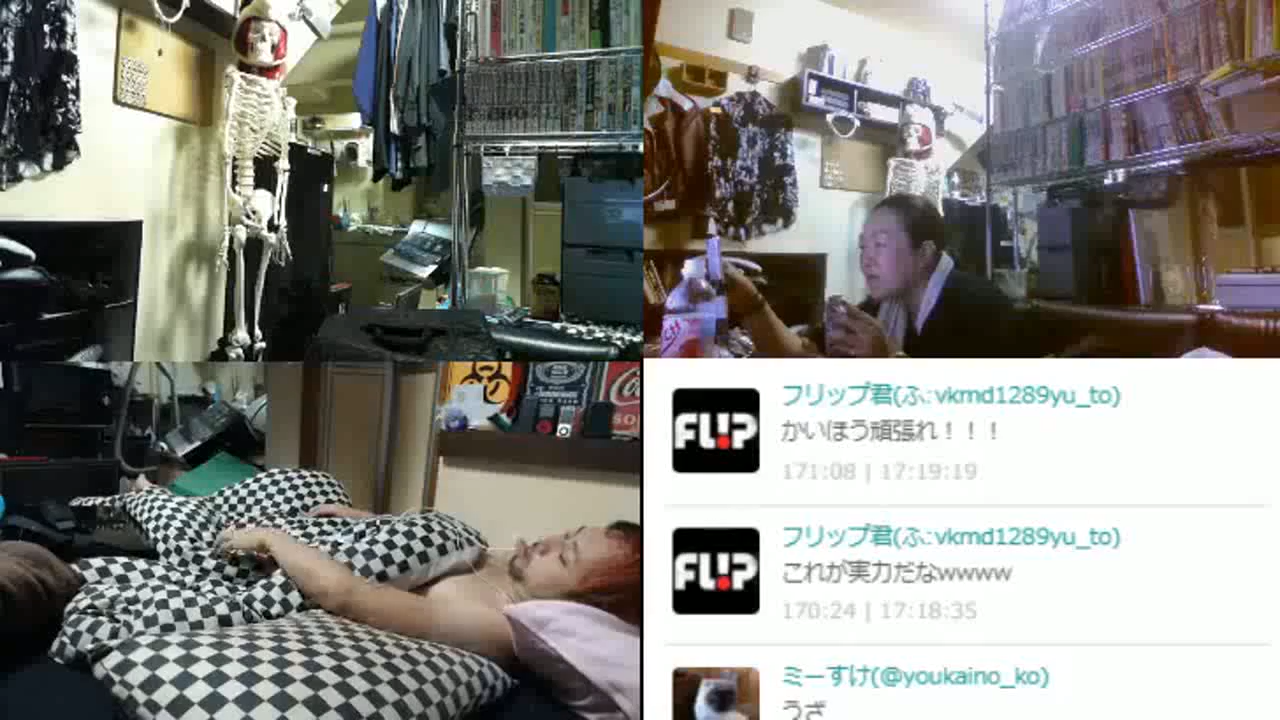 Coca
フリップ君(ふ:vkmd1289yu_to)
FL!P
かいほう頑張れ！！！
171:08 | 17:19:19
フリップ君(ふ:vkmd1289yu_to)
FL!P
これが実力だなwwww
170:24 | 17:18:35
ミーすけ(@youkaino_ko)
うざ